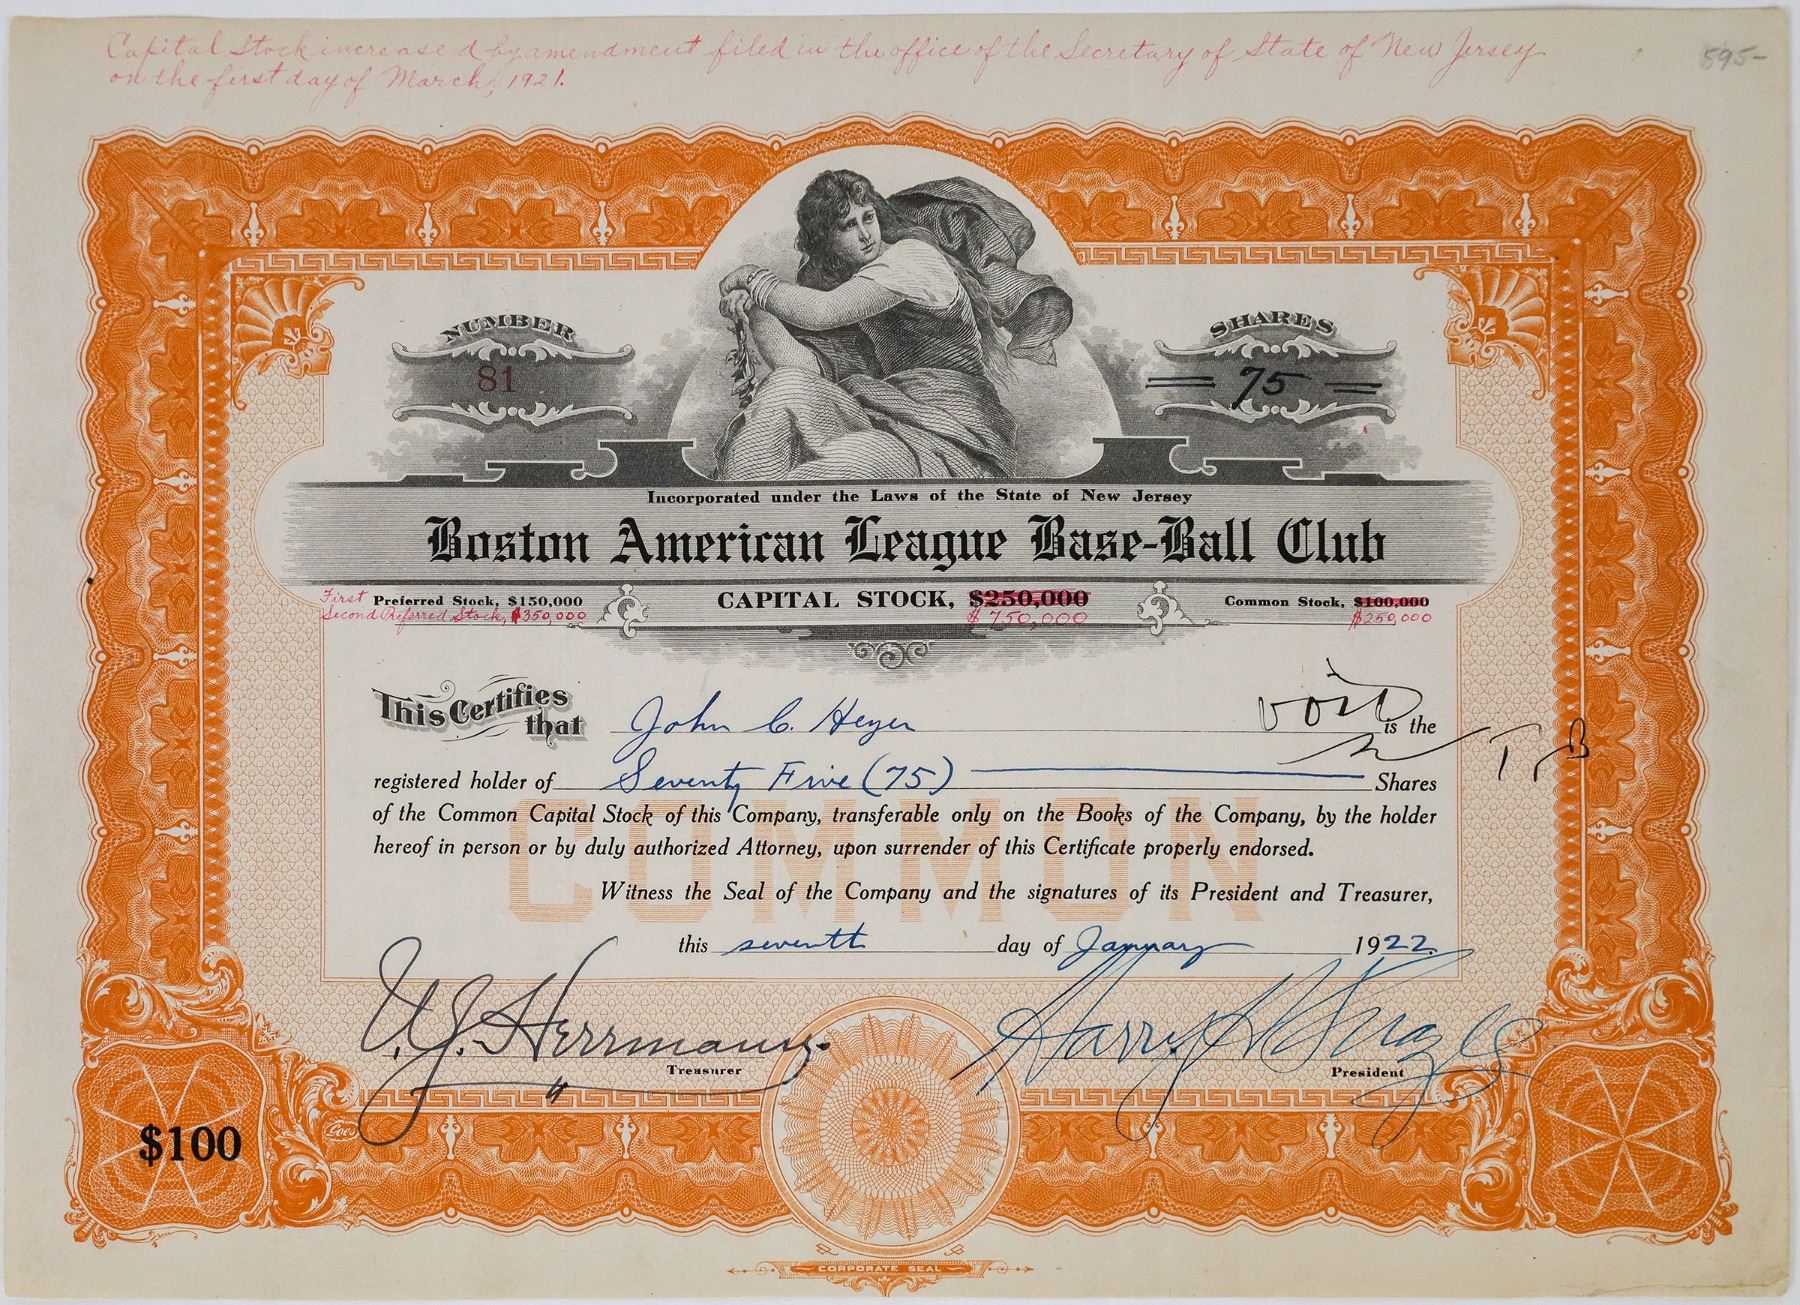 Capital Stock increased by amendment filed in the office of the Secretary of State of New Jersey
on the first day of March, 1921.
595-
NUMBER
81
SHARES
75
Incorporated under the Laws of the State of New Jersey
Boston American League Base-Ball Club
First Preferred Stock, $150,000
Second Preferred Stock, $350,000
CAPITAL STOCK, $250,000
$750,000
Common Stock, $100,000
$250,000
This Certifies that John C. Heyer void is the
registered holder of Seventy Five (75) Shares
of the Common Capital Stock of this Company, transferable only on the Books of the Company, by the holder
hereof in person or by duly authorized Attorney, upon surrender of this Certificate properly endorsed.
COMMON
Witness the Seal of the Company and the signatures of its President and Treasurer,
this seventh day of January 1922.
Herrmann
Treasurer
Harry H Frazee
President
$100
Goes
CORPORATE SEAL